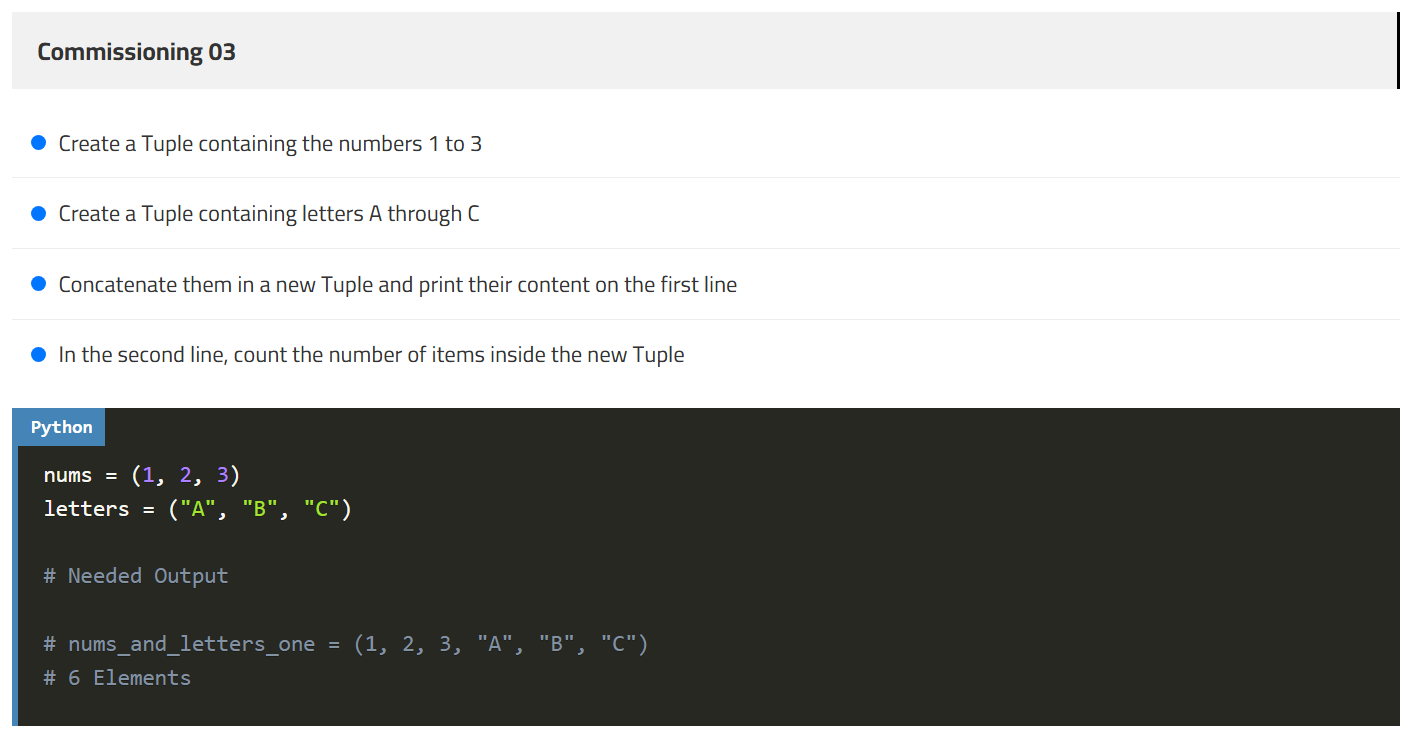 Commissioning 03
Create a Tuple containing the numbers 1 to 3
Create a Tuple containing letters A through C
Concatenate them in a new Tuple and print their content on the first line
In the second line, count the number of items inside the new Tuple
Python
nums = (1, 2, 3)
letters = ("A", "B", "C")
# Needed Output
# nums_and_letters_one = (1, 2, 3, "A", "B", "C")
# 6 Elements